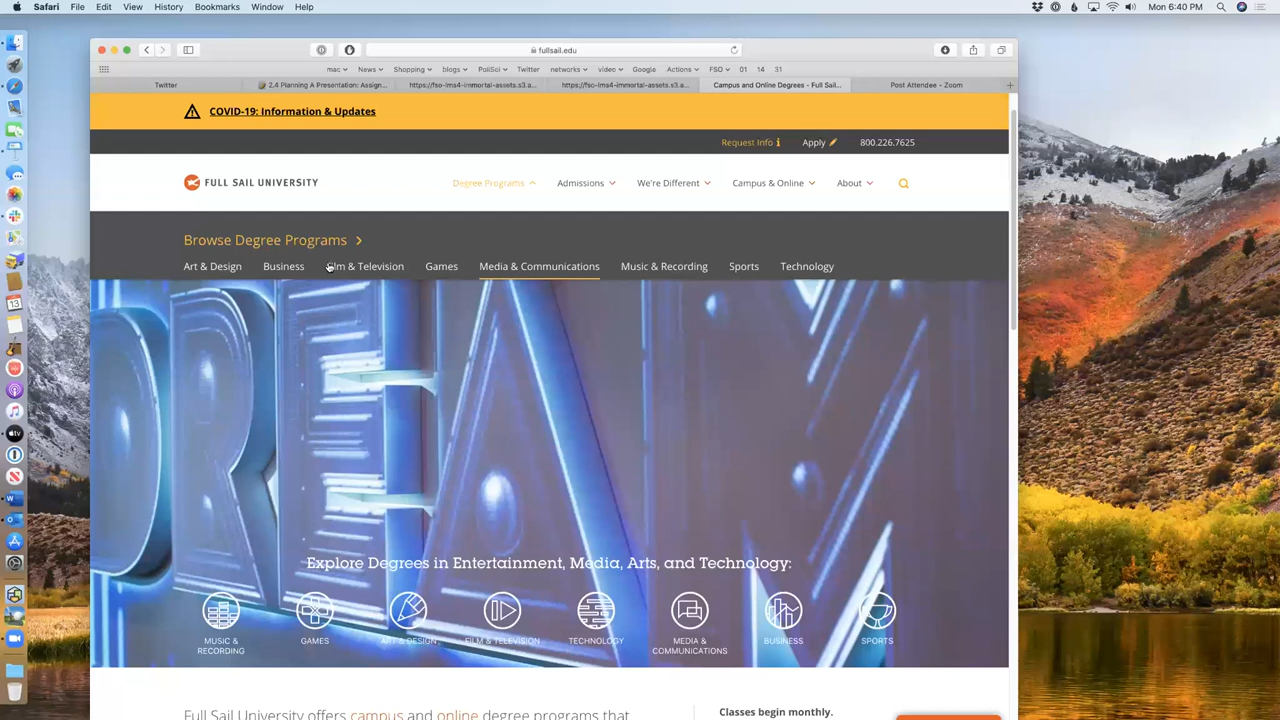 Safari File Edit View History Bookmarks Window Help Mon 6:40 PM
fullsail.edu
mac News Shopping blogs PoliSci Twitter networks video Google Actions FSO 01 14 31
Twitter 2.4 Planning A Presentation: Assign... https://fso-lms4-immortal-assets.s3.a... https://fso-lms4-immortal-assets.s3.a... Campus and Online Degrees - Full Sail... Post Attendee - Zoom
COVID-19: Information & Updates
Request Info Apply 800.226.7625
FULL SAIL UNIVERSITY Degree Programs Admissions We're Different Campus & Online About
Browse Degree Programs
Art & Design Business Film & Television Games Media & Communications Music & Recording Sports Technology
DREAM
Explore Degrees in Entertainment, Media, Arts, and Technology:
MUSIC & RECORDING
GAMES
ART & DESIGN
FILM & TELEVISION
TECHNOLOGY
MEDIA & COMMUNICATIONS
BUSINESS
SPORTS
Full Sail University offers campus and online degree programs that
Classes begin monthly.
13